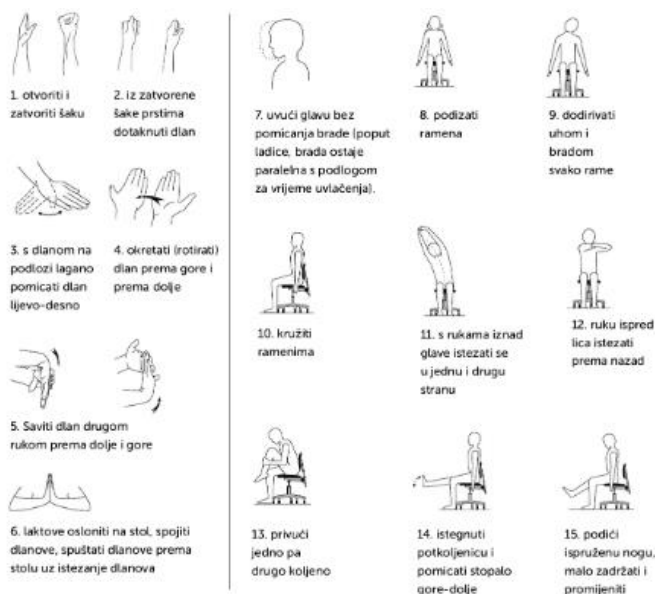 1. otvoriti i
zatvoriti šaku
2. iz zatvorene
šake prstima
dotaknuti dlan
3. s dlanom na
podlozi lagano
pomicati dlan
lijevo-desno
4. okretati (rotirati)
dlan prema gore i
prema dolje
5. Saviti dlan drugom
rukom prema dolje i gore
6. laktove osloniti na stol, spojiti
dlanove, spuštati dlanove prema
stolu uz istezanje dlanova
7. uvući glavu bez
pomicanja brade (poput
ladice, brada ostaje
paralelna s podlogom
za vrijeme uvlačenja).
8. podizati
ramena
9. dodirivati
uhom i
bradom
svako rame
10. kružiti
ramenima
11. s rukama iznad
glave istezati se
u jednu i drugu
stranu
12. ruku ispred
lica istezati
prema nazad
13. privući
jedno pa
drugo koljeno
14. istegnuti
potkoljenicu i
pomicati stopalo
gore-dolje
15. podići
ispruženu nogu,
malo zadržati i
promijeniti